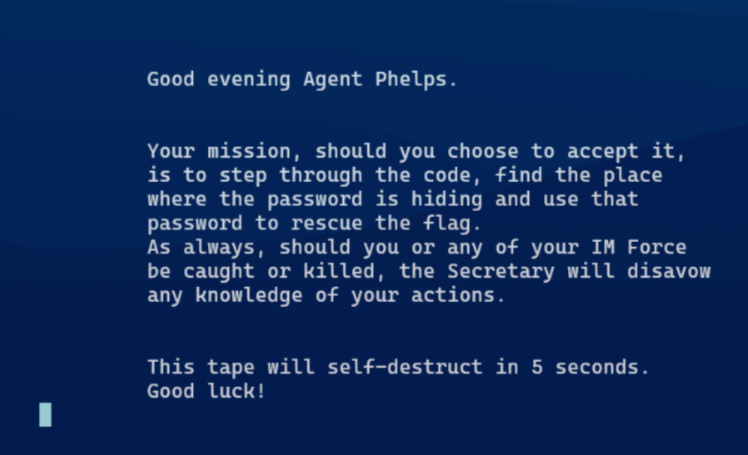 Good evening Agent Phelps.
Your mission, should you choose to accept it,
is to step through the code, find the place
where the password is hiding and use that
password to rescue the flag.
As always, should you or any of your IM Force
be caught or killed, the Secretary will disavow
any knowledge of your actions.
This tape will self-destruct in 5 seconds.
Good luck!